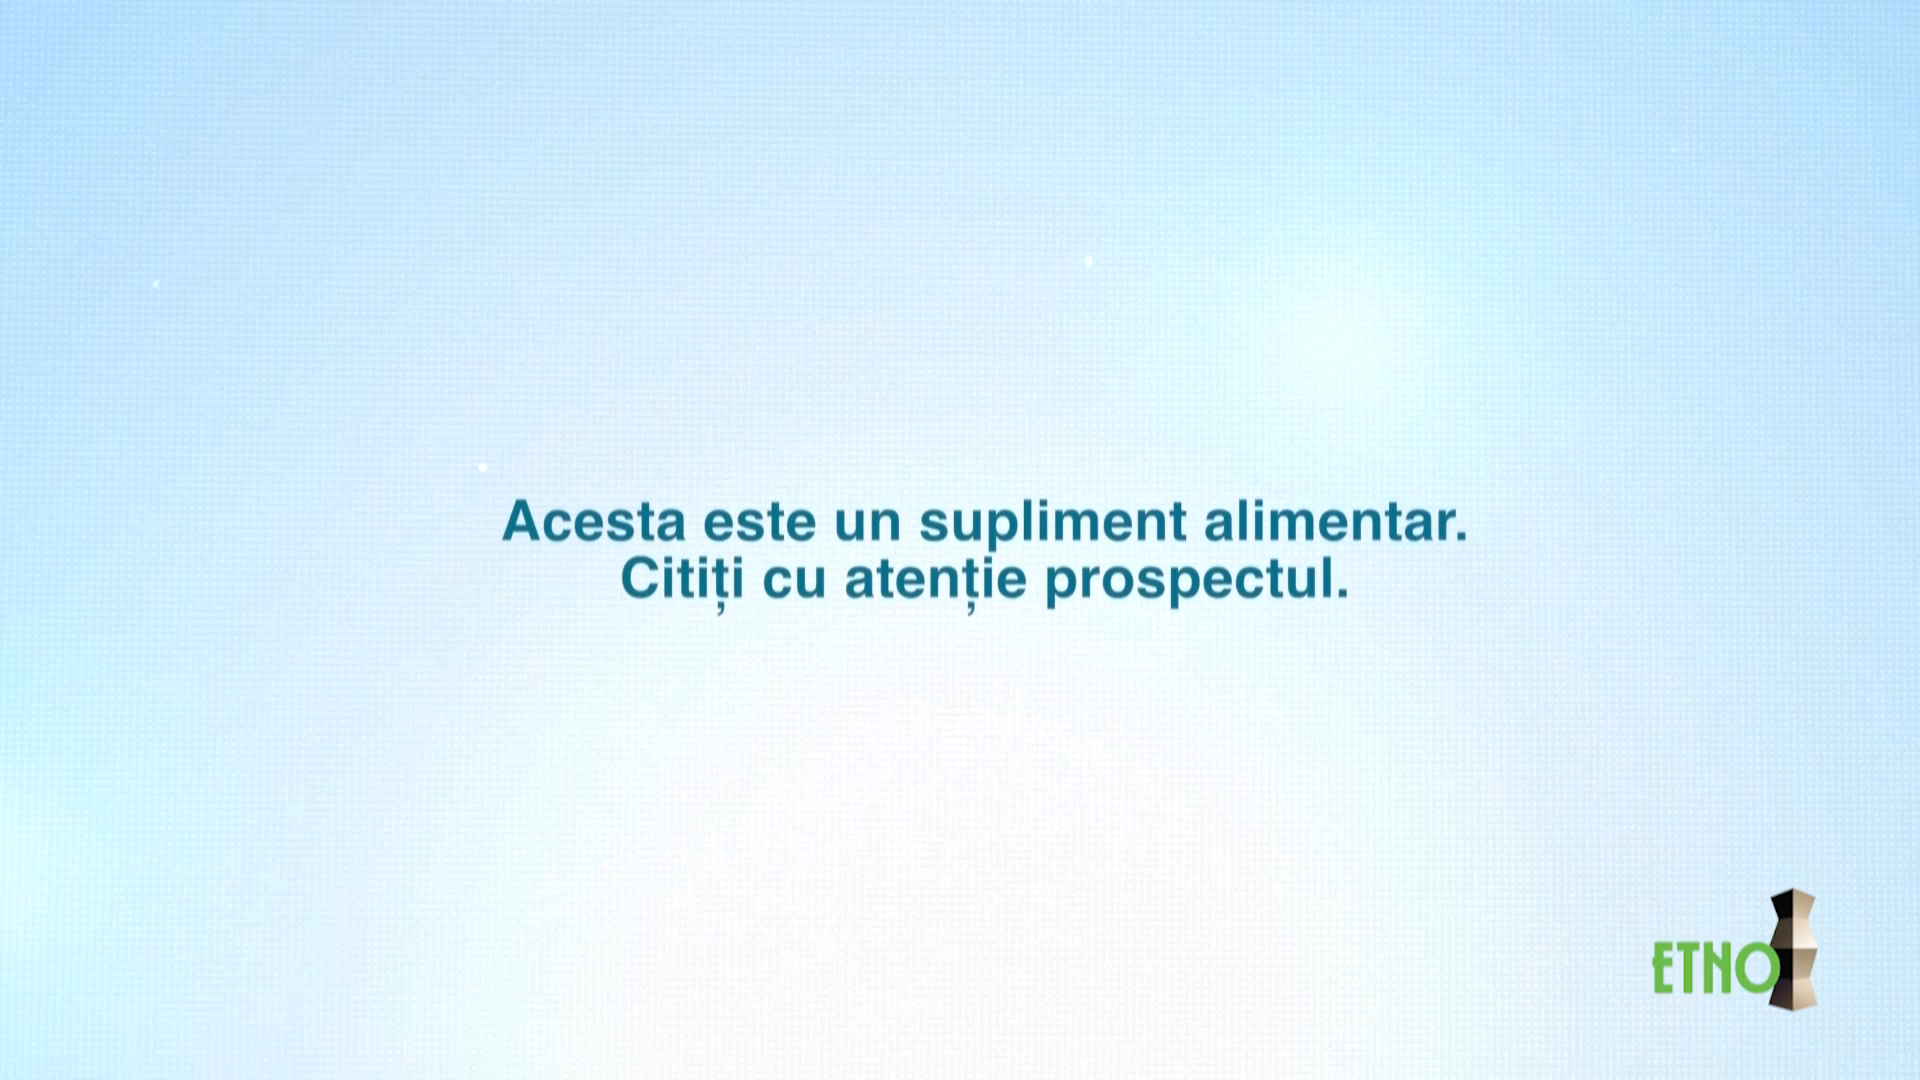 Acesta este un supliment alimentar.
Citiți cu atenție prospectul.
ETNO